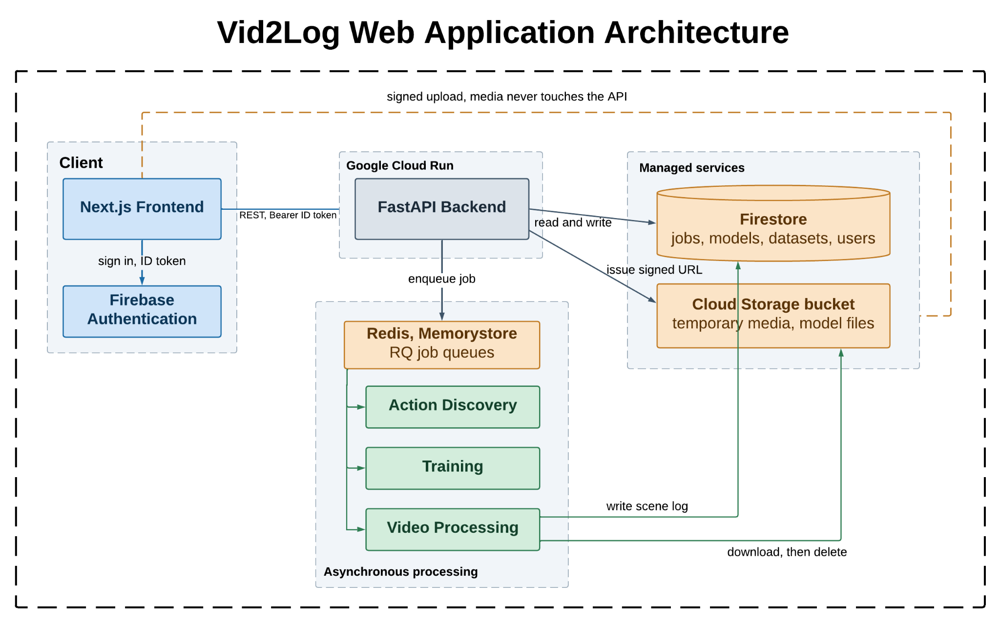 Vid2Log Web Application Architecture
signed upload, media never touches the API
Client
Next.js Frontend
sign in, ID token
Firebase
Authentication
REST, Bearer ID token
Google Cloud Run
FastAPI Backend
read and write
issue signed URL
enqueue job
Managed services
Firestore
jobs, models, datasets, users
Cloud Storage bucket
temporary media, model files
Redis, Memorystore
RQ job queues
Action Discovery
Training
Video Processing
write scene log
download, then delete
Asynchronous processing